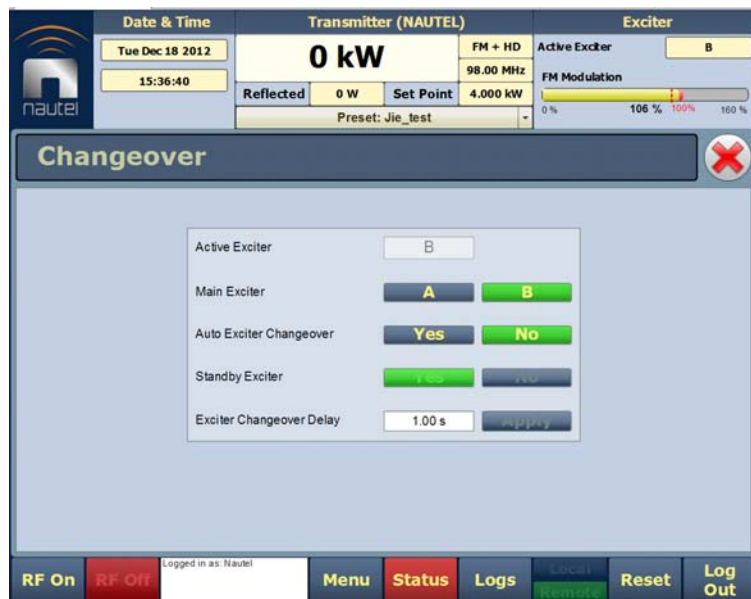 Date & Time
Transmitter (NAUTEL)
Exciter
Tue Dec 18 2012
15:36:40
0 kW
FM + HD
98.00 MHz
Reflected
0 W
Set Point
4.000 kW
Preset: Jie_test
Active Exciter
B
FM Modulation
0 %
106 %
100%
160 %
nautel
Changeover
Active Exciter
B
Main Exciter
A
B
Auto Exciter Changeover
Yes
No
Standby Exciter
Yes
No
Exciter Changeover Delay
1.00 s
Apply
RF On
RF Off
Logged in as: Nautel
Menu
Status
Logs
Local
Remote
Reset
Log
Out